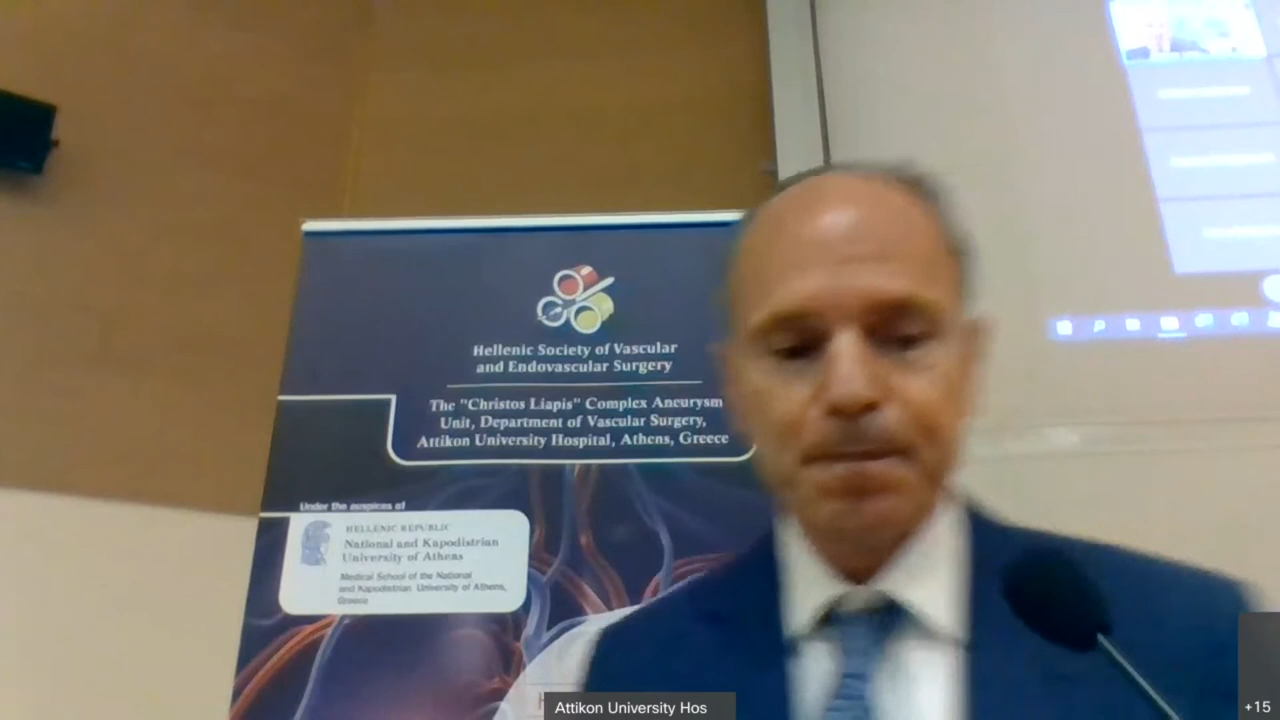 Hellenic Society of Vascular
and Endovascular Surgery
The "Christos Liapis" Complex Aneurysm
Unit, Department of Vascular Surgery,
Attikon University Hospital, Athens, Greece
Under the auspices of
HELLENIC REPUBLIC
National and Kapodistrian
University of Athens
Medical School of the National
and Kapodistrian University of Athens,
Greece
Attikon University Hos
+15